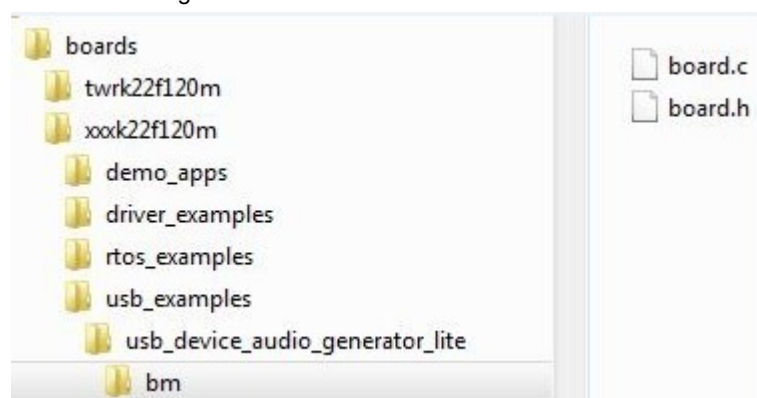 boards
twrk22f120m
xxxk22f120m
demo_apps
driver_examples
rtos_examples
usb_examples
usb_device_audio_generator_lite
bm
board.c
board.h